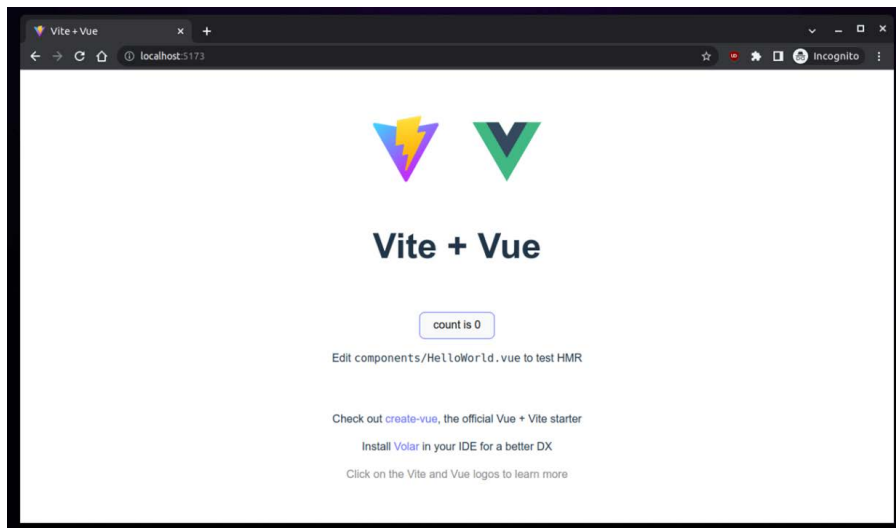 Vite + Vue
localhost:5173
Incognito
Vite + Vue
count is 0
Edit components/HelloWorld.vue to test HMR
Check out create-vue, the official Vue + Vite starter
Install Volar in your IDE for a better DX
Click on the Vite and Vue logos to learn more